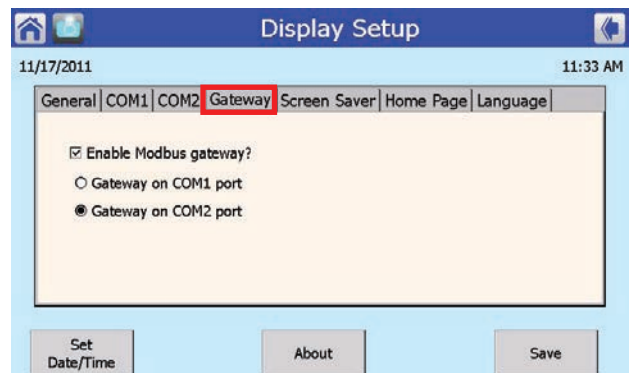 Display Setup
11/17/2011 11:33 AM
General COM1 COM2 Gateway Screen Saver Home Page Language
Enable Modbus gateway?
Gateway on COM1 port
Gateway on COM2 port
Set
Date/Time
About
Save